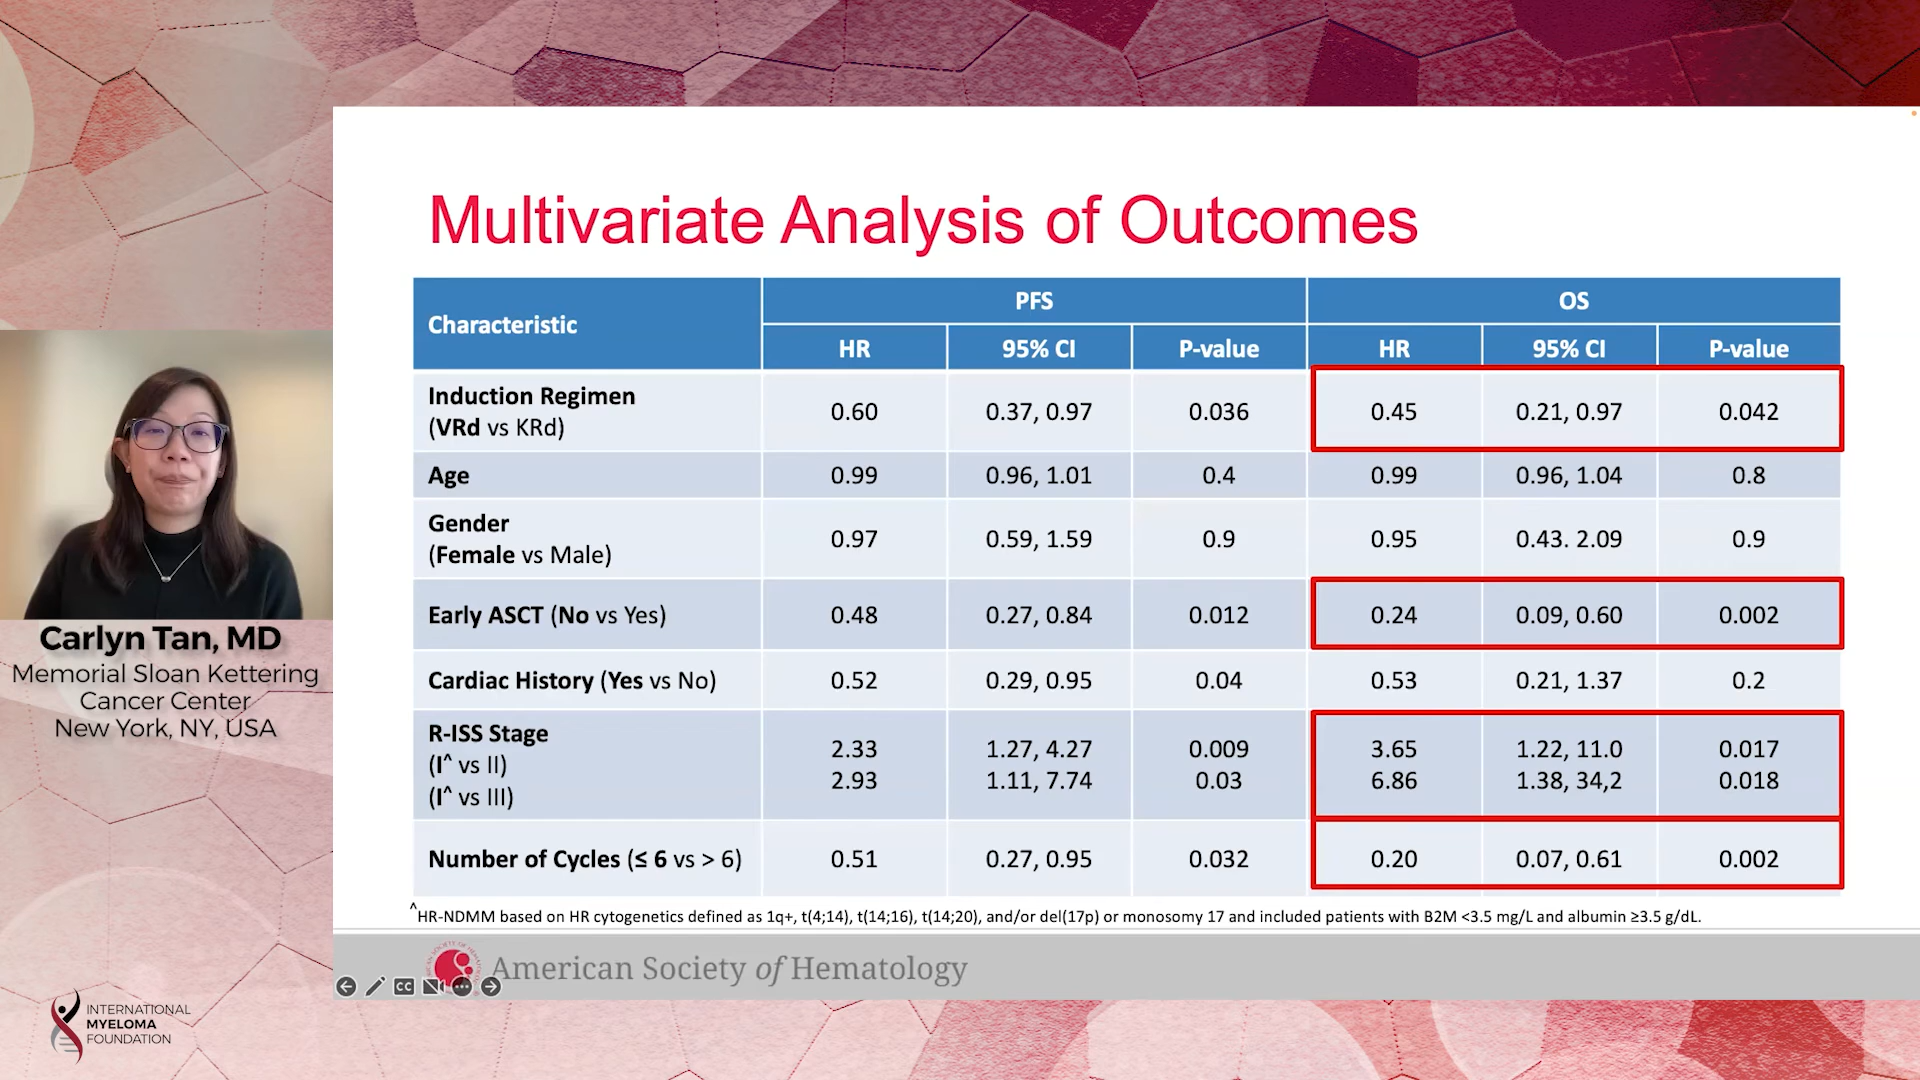 Multivariate Analysis of Outcomes
Characteristic PFS OS
HR 95% CI P-value HR 95% CI P-value
Induction Regimen
(VRd vs KRd) 0.60 0.37, 0.97 0.036 0.45 0.21, 0.97 0.042
Age 0.99 0.96, 1.01 0.4 0.99 0.96, 1.04 0.8
Gender
(Female vs Male) 0.97 0.59, 1.59 0.9 0.95 0.43. 2.09 0.9
Early ASCT (No vs Yes) 0.48 0.27, 0.84 0.012 0.24 0.09, 0.60 0.002
Cardiac History (Yes vs No) 0.52 0.29, 0.95 0.04 0.53 0.21, 1.37 0.2
R-ISS Stage
(I^ vs II) 2.33 1.27, 4.27 0.009 3.65 1.22, 11.0 0.017
(I^ vs III) 2.93 1.11, 7.74 0.03 6.86 1.38, 34,2 0.018
Number of Cycles (≤ 6 vs > 6) 0.51 0.27, 0.95 0.032 0.20 0.07, 0.61 0.002
^HR-NDMM based on HR cytogenetics defined as 1q+, t(4;14), t(14;16), t(14;20), and/or del(17p) or monosomy 17 and included patients with B2M <3.5 mg/L and albumin ≥3.5 g/dL.
American Society of Hematology
CC
Carlyn Tan, MD
Memorial Sloan Kettering
Cancer Center
New York, NY, USA
INTERNATIONAL
MYELOMA
FOUNDATION